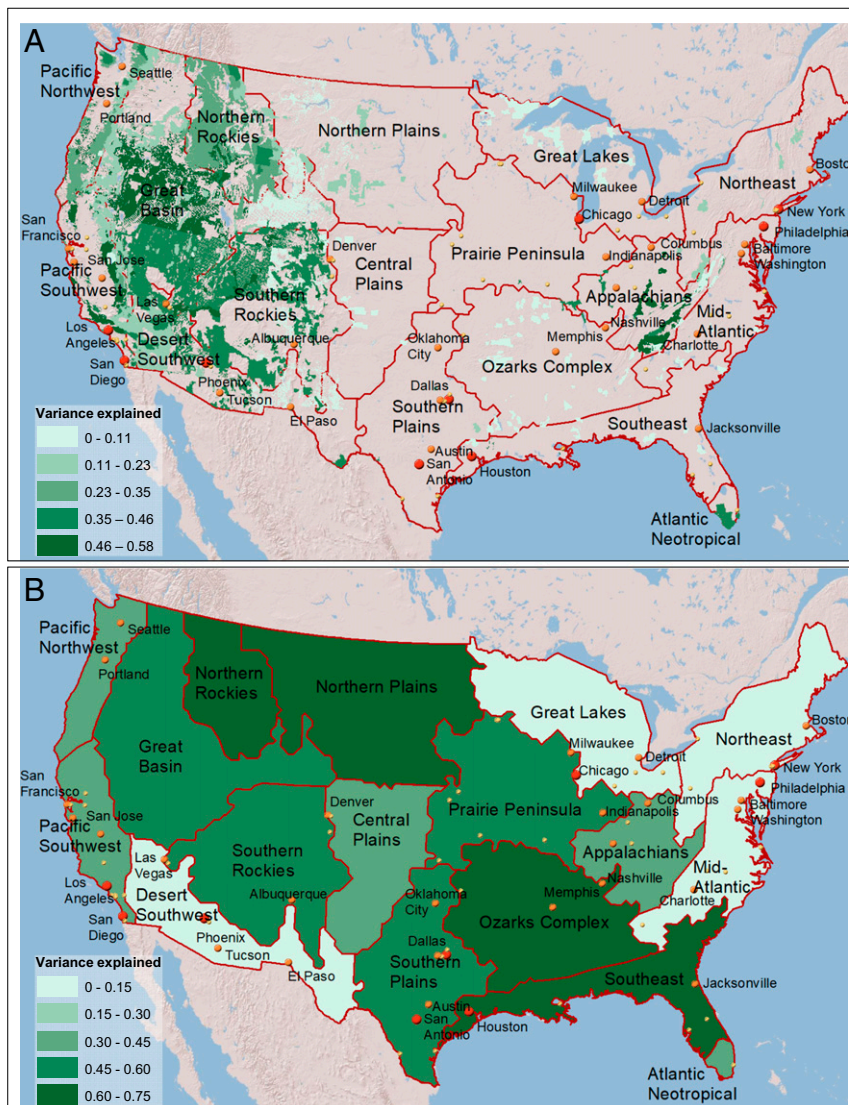 A
Pacific
Northwest
Seattle
Portland
Northern
Rockies
Northern Plains
Great Lakes
Boston
Northeast
Milwaukee
Detroit
Great
Basin
Chicago
New York
Philadelphia
San
Francisco
Columbus
Baltimore
Denver
Prairie Peninsula
Indianapolis
Washington
San Jose
Central
Plains
Pacific
Southwest
Appalachians
Las
Vegas
Southern
Rockies
Mid-
Atlantic
Nashville
Los
Angeles
Desert
Southwest
Albuquerque
Oklahoma
City
Memphis
Charlotte
San
Diego
Ozarks Complex
Phoenix
Tucson
Dallas
Southern
Plains
El Paso
Southeast
Jacksonville
Austin
San
Antonio
Houston
Atlantic
Neotropical
Variance explained
0 - 0.11
0.11 - 0.23
0.23 - 0.35
0.35 – 0.46
0.46 – 0.58
B
Pacific
Northwest
Seattle
Portland
Northern
Rockies
Northern Plains
Great Lakes
Boston
Northeast
Great
Basin
Milwaukee
Detroit
New York
Chicago
Philadelphia
San
Francisco
Columbus
Baltimore
Prairie Peninsula
Indianapolis
Washington
San Jose
Denver
Central
Plains
Pacific
Southwest
Appalachians
Las
Vegas
Southern
Rockies
Mid-
Atlantic
Nashville
Memphis
Los
Angeles
Desert
Southwest
Albuquerque
Oklahoma
City
Charlotte
San
Diego
Ozarks Complex
Phoenix
Tucson
Dallas
Southern
Plains
El Paso
Southeast
Jacksonville
Austin
San
Antonio
Houston
Atlantic
Neotropical
Variance explained
0 - 0.15
0.15 - 0.30
0.30 - 0.45
0.45 - 0.60
0.60 - 0.75